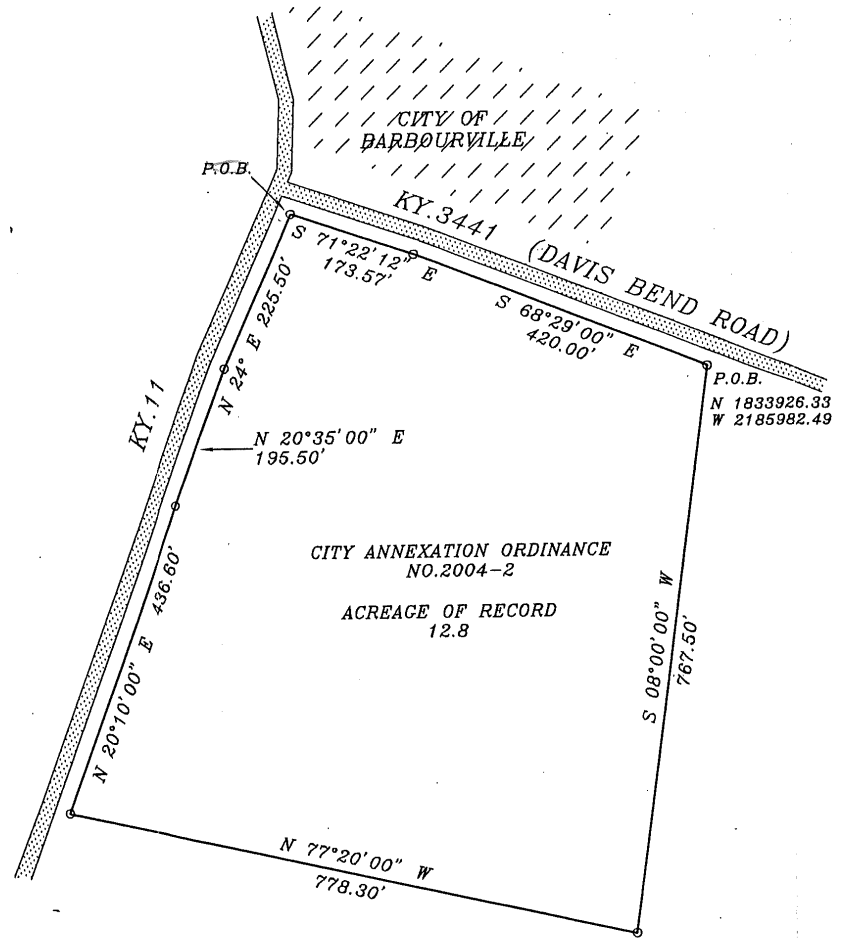 CITY OF
BARBOURVILLE
P.O.B.
KY.3441 (DAVIS BEND ROAD)
S 71°22'12" E
173.57'
S 68°29'00" E
420.00'
P.O.B.
N 1833926.33
W 2185982.49
N 24° E 225.50'
KY.11
N 20°35'00" E
195.50'
CITY ANNEXATION ORDINANCE
NO.2004-2
ACREAGE OF RECORD
12.8
N 20°10'00" E 436.60'
S 08°00'00" W
767.50'
N 77°20'00" W
778.30'